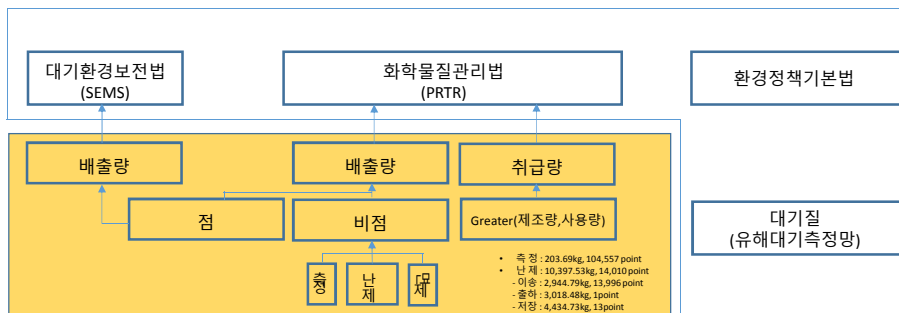 대기환경보전법
(SEMS)
화학물질관리법
(PRTR)
환경정책기본법
배출량
배출량
취급량
점
비점
Greater(제조량,사용량)
대기질
(유해대기측정망)
측정
난제
• 측 정 : 203.69kg, 104,557 point
• 난 제 : 10,397.53kg, 14,010 point
- 이송 : 2,944.79kg, 13,996 point
- 출하 : 3,018.48kg, 1point
- 저장 : 4,434.73kg, 13point